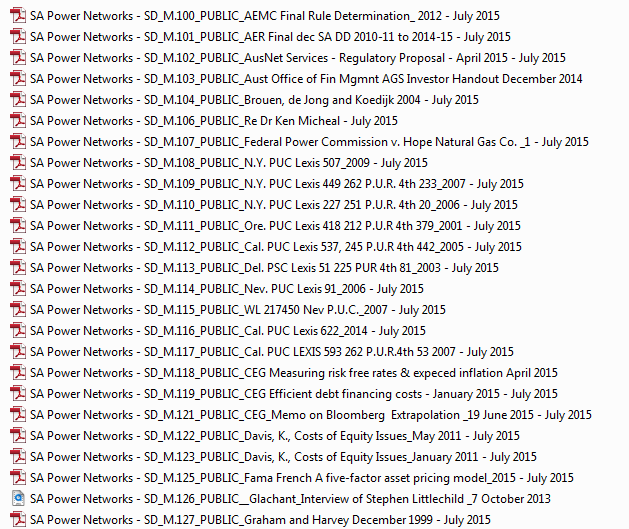 SA Power Networks - SD_M.100_PUBLIC_AEMC Final Rule Determination_ 2012 - July 2015
SA Power Networks - SD_M.101_PUBLIC_AER Final dec SA DD 2010-11 to 2014-15 - July 2015
SA Power Networks - SD_M.102_PUBLIC_AusNet Services - Regulatory Proposal - April 2015 - July 2015
SA Power Networks - SD_M.103_PUBLIC_Aust Office of Fin Mgmnt AGS Investor Handout December 2014
SA Power Networks - SD_M.104_PUBLIC_Brouen, de Jong and Koedijk 2004 - July 2015
SA Power Networks - SD_M.106_PUBLIC_Re Dr Ken Micheal - July 2015
SA Power Networks - SD_M.107_PUBLIC_Federal Power Commission v. Hope Natural Gas Co. _1 - July 2015
SA Power Networks - SD_M.108_PUBLIC_N.Y. PUC Lexis 507_2009 - July 2015
SA Power Networks - SD_M.109_PUBLIC_N.Y. PUC Lexis 449 262 P.U.R. 4th 233_2007 - July 2015
SA Power Networks - SD_M.110_PUBLIC_N.Y. PUC Lexis 227 251 P.U.R. 4th 20_2006 - July 2015
SA Power Networks - SD_M.111_PUBLIC_Ore. PUC Lexis 418 212 P.U.R 4th 379_2001 - July 2015
SA Power Networks - SD_M.112_PUBLIC_Cal. PUC Lexis 537, 245 P.U.R 4th 442_2005 - July 2015
SA Power Networks - SD_M.113_PUBLIC_Del. PSC Lexis 51 225 PUR 4th 81_2003 - July 2015
SA Power Networks - SD_M.114_PUBLIC_Nev. PUC Lexis 91_2006 - July 2015
SA Power Networks - SD_M.115_PUBLIC_WL 217450 Nev P.U.C._2007 - July 2015
SA Power Networks - SD_M.116_PUBLIC_Cal. PUC Lexis 622_2014 - July 2015
SA Power Networks - SD_M.117_PUBLIC_Cal. PUC LEXIS 593 262 P.U.R.4th 53 2007 - July 2015
SA Power Networks - SD_M.118_PUBLIC_CEG Measuring risk free rates & expeced inflation April 2015
SA Power Networks - SD_M.119_PUBLIC_CEG Efficient debt financing costs - January 2015 - July 2015
SA Power Networks - SD_M.121_PUBLIC_CEG_Memo on Bloomberg  Extrapolation _19 June 2015 - July 2015
SA Power Networks - SD_M.122_PUBLIC_Davis, K., Costs of Equity Issues_May 2011 - July 2015
SA Power Networks - SD_M.123_PUBLIC_Davis, K., Costs of Equity Issues_January 2011 - July 2015
SA Power Networks - SD_M.125_PUBLIC_Fama French A five-factor asset pricing model_2015 - July 2015
SA Power Networks - SD_M.126_PUBLIC__Glachant_Interview of Stephen Littlechild _7 October 2013
SA Power Networks - SD_M.127_PUBLIC_Graham and Harvey December 1999 - July 2015